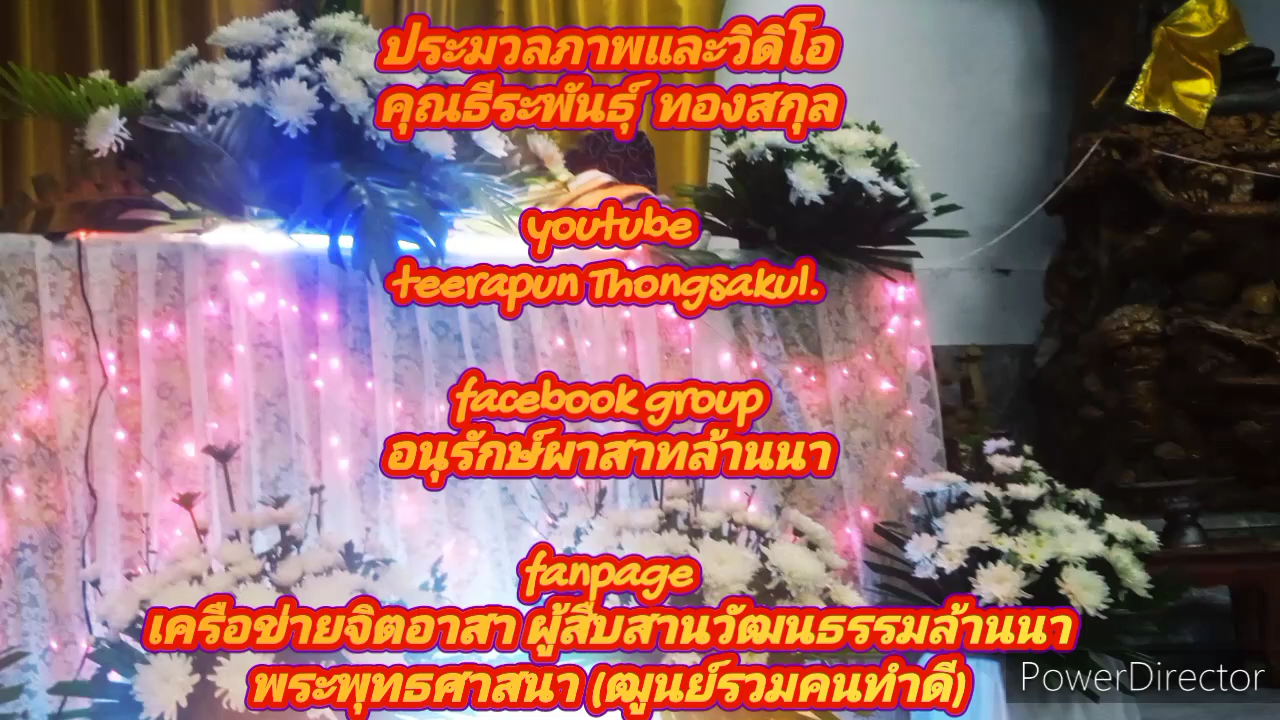 ประมวลภาพและวิดิโอ
คุณธีระพันธุ์ ทองสกุล
youtube
teerapun Thongsakul.
facebook group
อนุรักษ์ผาสาทล้านนา
fanpage
เครือข่ายจิตอาสา ผู้สืบสานวัฒนธรรมล้านนา
พระพุทธศาสนา (ฒูนย์รวมคนทำดี)
PowerDirector